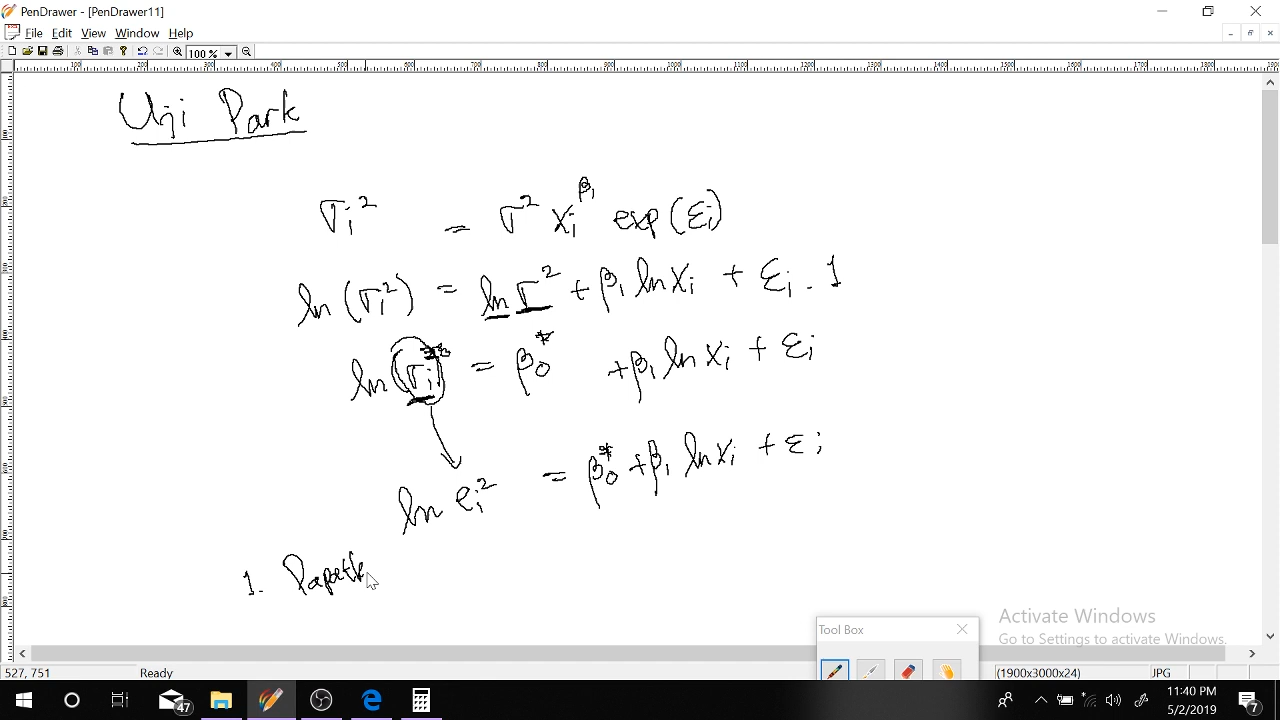 PenDrawer - [PenDrawer11]
File Edit View Window Help
100 %
Uji Park
σi² = σ² Xi^β₁ exp(εi)
ln(σi²) = ln σ² + β₁ ln Xi + εi . 1
ln σi² = β₀* + β₁ ln Xi + εi
ln ei² = β₀* + β₁ ln Xi + εi
1.
Tool Box
Activate Windows
Go to Settings to activate Windows.
527, 751 Ready (1900x3000x24) JPG
47
11:40 PM
5/2/2019
7